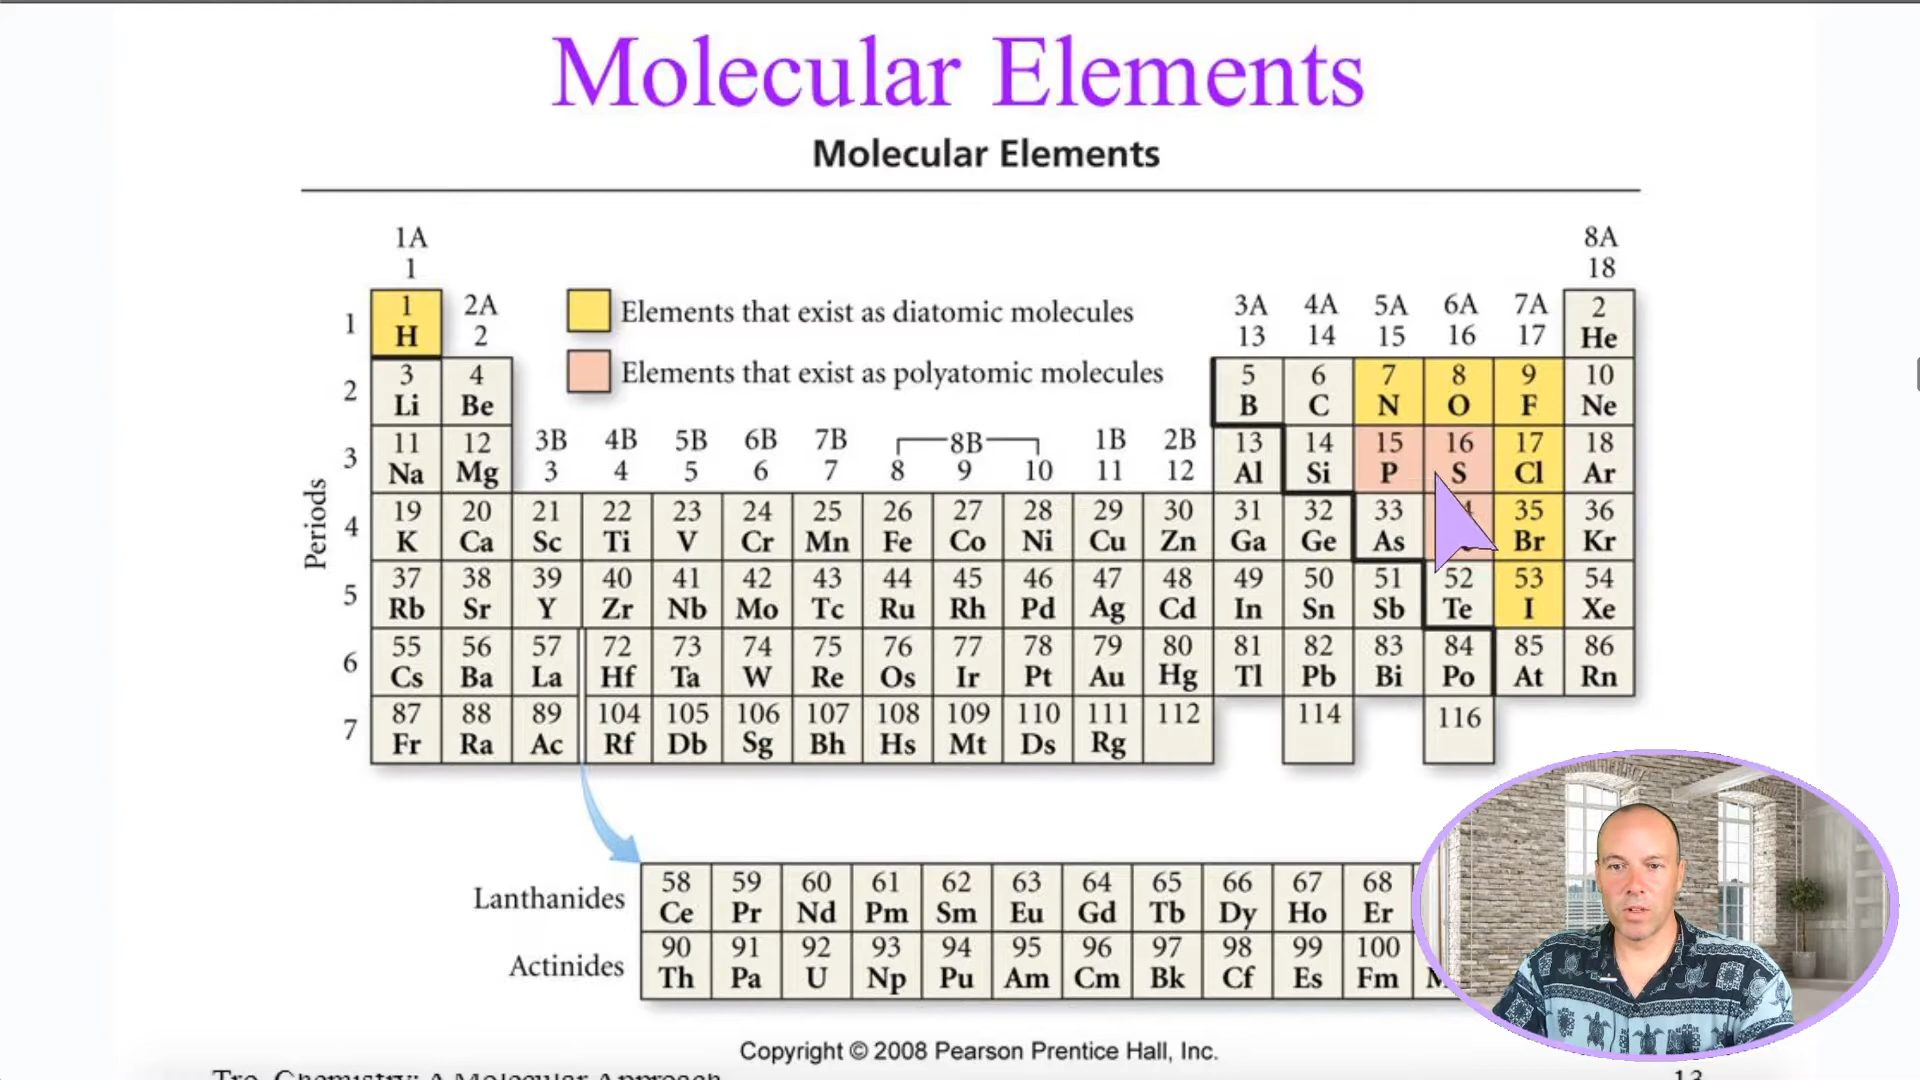 Molecular Elements
Molecular Elements
1A 8A
1 18
1 2A Elements that exist as diatomic molecules 3A 4A 5A 6A 7A 2
1 H 2 13 14 15 16 17 He
Elements that exist as polyatomic molecules
3 4 5 6 7 8 9 10
2 Li Be B C N O F Ne
11 12 3B 4B 5B 6B 7B 8B 1B 2B 13 14 15 16 17 18
3 Na Mg 3 4 5 6 7 8 9 10 11 12 Al Si P S Cl Ar
19 20 21 22 23 24 25 26 27 28 29 30 31 32 33 35 36
4 K Ca Sc Ti V Cr Mn Fe Co Ni Cu Zn Ga Ge As Br Kr
37 38 39 40 41 42 43 44 45 46 47 48 49 50 51 52 53 54
5 Rb Sr Y Zr Nb Mo Tc Ru Rh Pd Ag Cd In Sn Sb Te I Xe
55 56 57 72 73 74 75 76 77 78 79 80 81 82 83 84 85 86
6 Cs Ba La Hf Ta W Re Os Ir Pt Au Hg Tl Pb Bi Po At Rn
87 88 89 104 105 106 107 108 109 110 111 112 114 116
7 Fr Ra Ac Rf Db Sg Bh Hs Mt Ds Rg
Periods
58 59 60 61 62 63 64 65 66 67 68
Lanthanides Ce Pr Nd Pm Sm Eu Gd Tb Dy Ho Er
90 91 92 93 94 95 96 97 98 99 100
Actinides Th Pa U Np Pu Am Cm Bk Cf Es Fm
Copyright © 2008 Pearson Prentice Hall, Inc.
Tro, Chemistry: A Molecular Approach 13